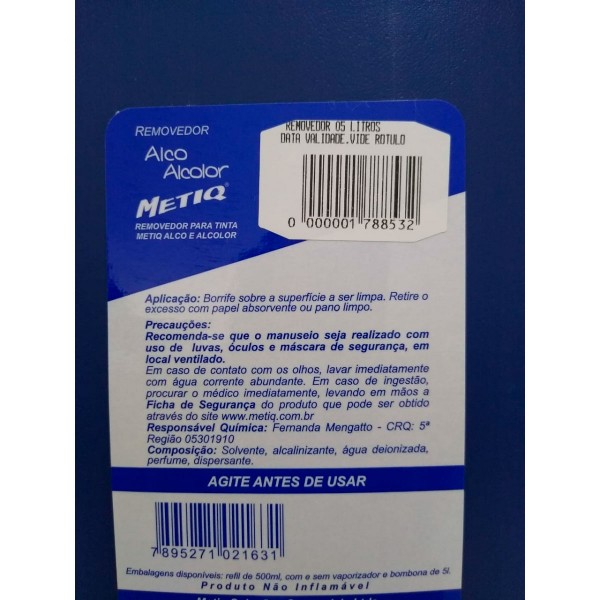 REMOVEDOR
Alco
Alcolor
METIQ®
REMOVEDOR PARA TINTA
METIQ ALCO E ALCOLOR
REMOVEDOR 05 LITROS
DATA VALIDADE.VIDE ROTULO
0 000001 788532
Aplicação: Borrife sobre a superfície a ser limpa. Retire o
excesso com papel absorvente ou pano limpo.
Precauções:
Recomenda-se que o manuseio seja realizado com
uso de luvas, óculos e máscara de segurança, em
local ventilado.
Em caso de contato com os olhos, lavar imediatamente
com água corrente abundante. Em caso de ingestão,
procurar o médico imediatamente, levando em mãos a
Ficha de Segurança do produto que pode ser obtido
através do site www.metiq.com.br
Responsável Química: Fernanda Mengatto - CRQ: 5ª
Região 05301910
Composição: Solvente, alcalinizante, água deionizada,
perfume, dispersante.
AGITE ANTES DE USAR
7 895271 021631
Embalagens disponíveis: refil de 500ml, com e sem vaporizador e bombona de 5l.
Produto Não Inflamável